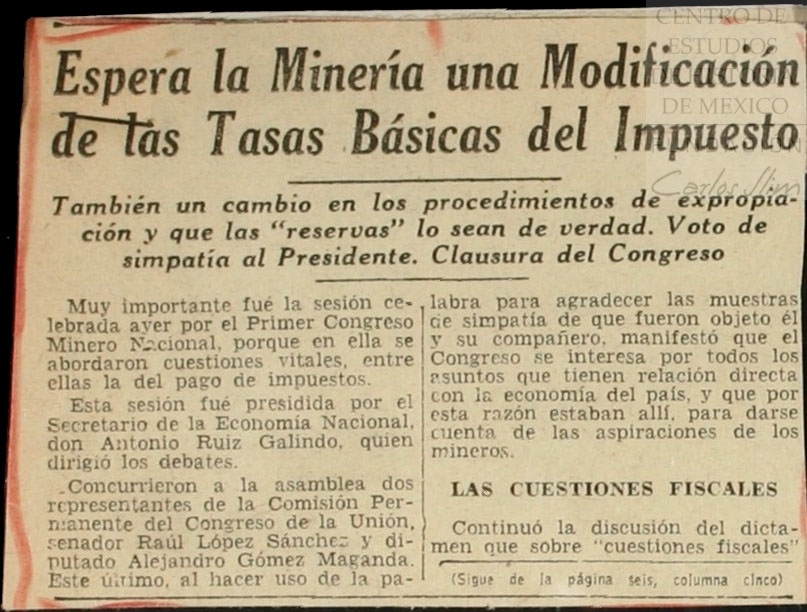 CENTRO DE
ESTUDIOS
DE MEXICO
Carlos Slim
Espera la Minería una Modificación
de las Tasas Básicas del Impuesto
También un cambio en los procedimientos de expropia-
ción y que las "reservas" lo sean de verdad. Voto de
simpatía al Presidente. Clausura del Congreso
Muy importante fué la sesión ce-
lebrada ayer por el Primer Congreso
Minero Nacional, porque en ella se
abordaron cuestiones vitales, entre
ellas la del pago de impuestos.
Esta sesión fué presidida por el
Secretario de la Economía Nacional,
don Antonio Ruiz Galindo, quien
dirigió los debates.
Concurrieron a la asamblea dos
representantes de la Comisión Per-
manente del Congreso de la Unión,
senador Raúl López Sánchez y di-
putado Alejandro Gómez Maganda.
Este último, al hacer uso de la pa-
labra para agradecer las muestras
de simpatía de que fueron objeto él
y su compañero, manifestó que el
Congreso se interesa por todos los
asuntos que tienen relación directa
con la economía del país, y que por
esta razón estaban allí, para darse
cuenta de las aspiraciones de los
mineros.
LAS CUESTIONES FISCALES
Continuó la discusión del dicta-
men que sobre "cuestiones fiscales"
(Sigue de la página seis, columna cinco)